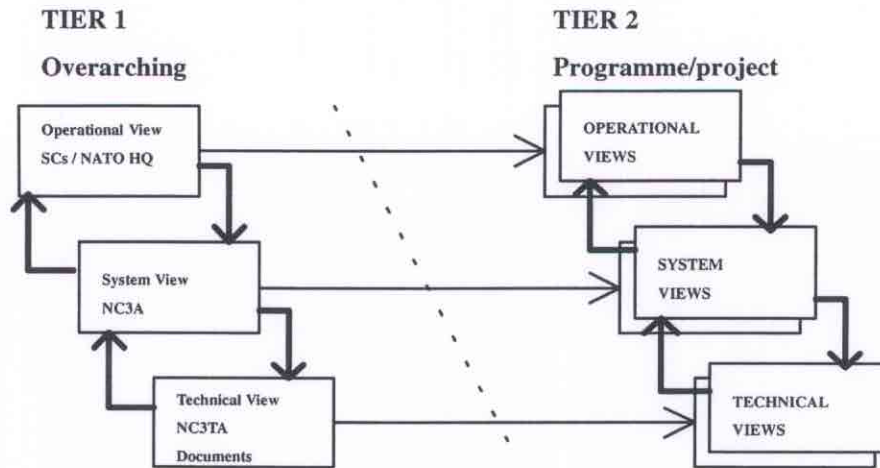 TIER 1
Overarching
Operational View
SCs / NATO HQ
System View
NC3A
Technical View
NC3TA
Documents
TIER 2
Programme/project
OPERATIONAL
VIEWS
SYSTEM
VIEWS
TECHNICAL
VIEWS